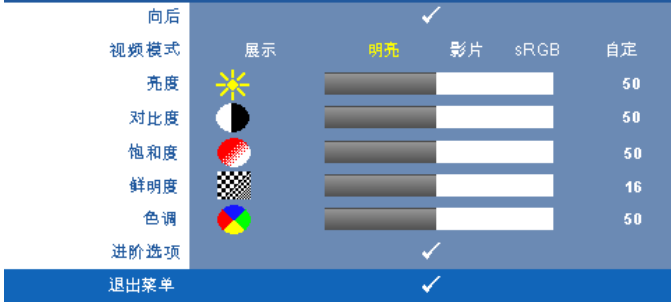 向后
视频模式 展示 明亮 影片 sRGB 自定
亮度 50
对比度 50
饱和度 50
鲜明度 16
色调 50
进阶选项
退出菜单